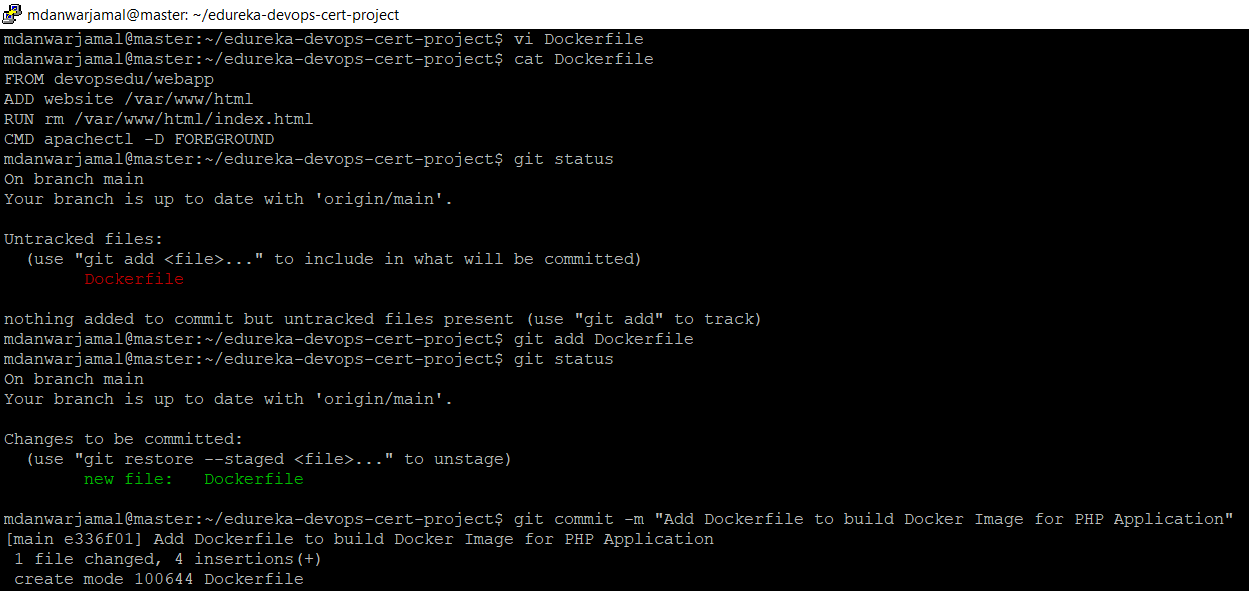 mdanwarjamal@master: ~/edureka-devops-cert-project
mdanwarjamal@master:~/edureka-devops-cert-project$ vi Dockerfile
mdanwarjamal@master:~/edureka-devops-cert-project$ cat Dockerfile
FROM devopsedu/webapp
ADD website /var/www/html
RUN rm /var/www/html/index.html
CMD apachectl -D FOREGROUND
mdanwarjamal@master:~/edureka-devops-cert-project$ git status
On branch main
Your branch is up to date with 'origin/main'.
Untracked files:
(use "git add <file>..." to include in what will be committed)
Dockerfile
nothing added to commit but untracked files present (use "git add" to track)
mdanwarjamal@master:~/edureka-devops-cert-project$ git add Dockerfile
mdanwarjamal@master:~/edureka-devops-cert-project$ git status
On branch main
Your branch is up to date with 'origin/main'.
Changes to be committed:
(use "git restore --staged <file>..." to unstage)
new file:   Dockerfile
mdanwarjamal@master:~/edureka-devops-cert-project$ git commit -m "Add Dockerfile to build Docker Image for PHP Application"
[main e336f01] Add Dockerfile to build Docker Image for PHP Application
1 file changed, 4 insertions(+)
create mode 100644 Dockerfile